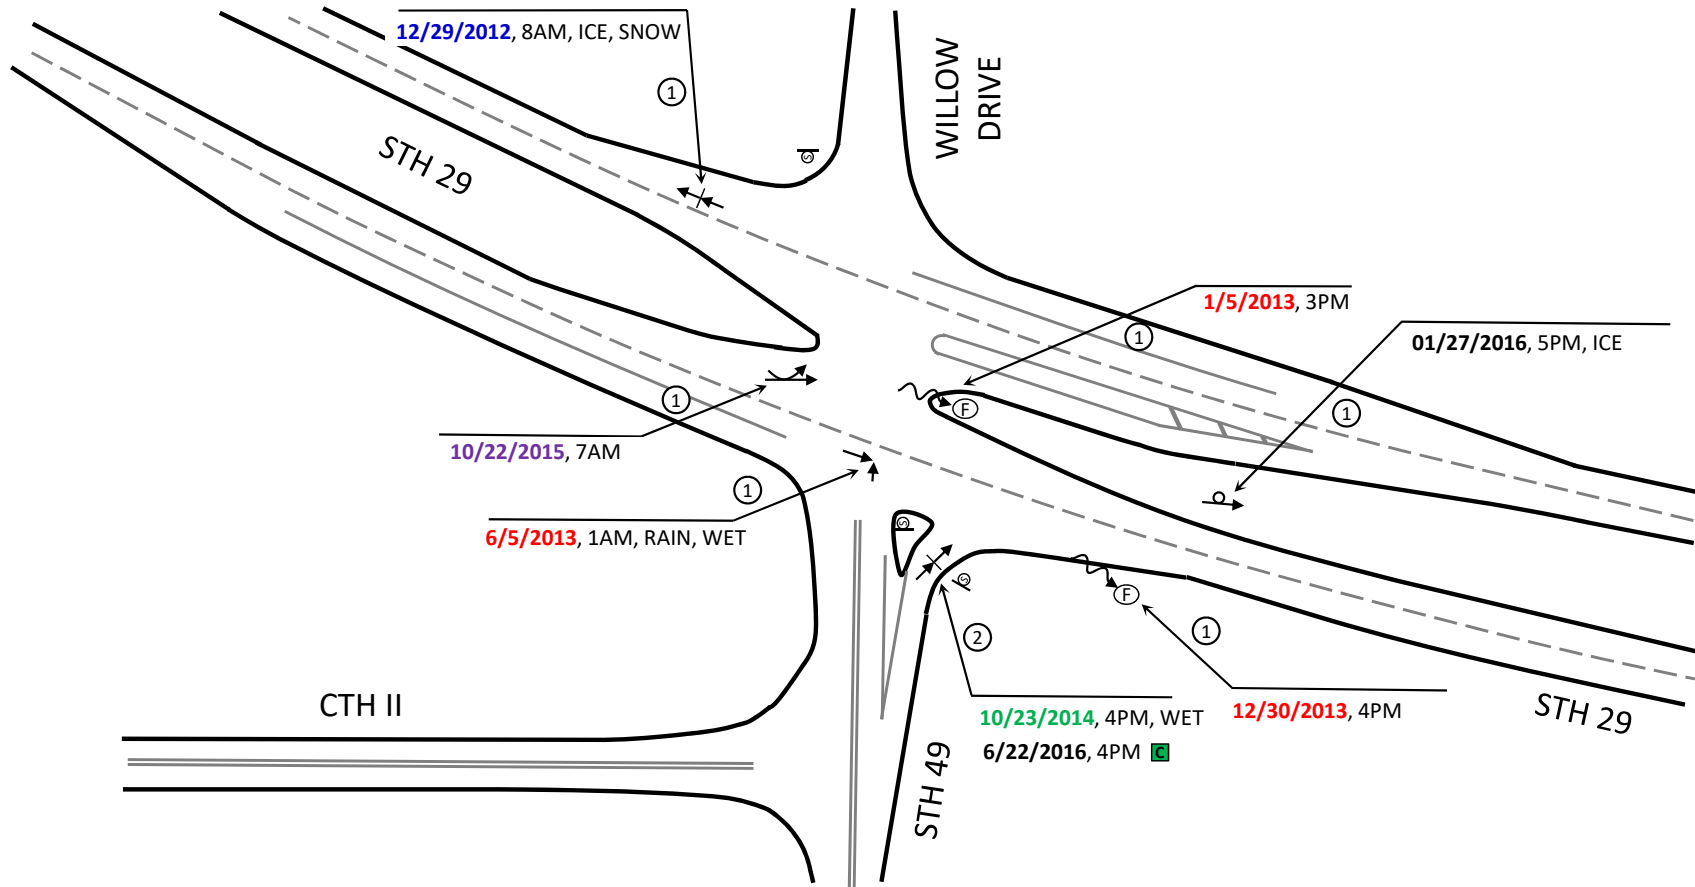 12/29/2012, 8AM, ICE, SNOW
1
WILLOW
DRIVE
S
STH 29
1/5/2013, 3PM
1
01/27/2016, 5PM, ICE
1
F
1
10/22/2015, 7AM
1
6/5/2013, 1AM, RAIN, WET
S
S
F
2
1
CTH II
10/23/2014, 4PM, WET
6/22/2016, 4PM C
12/30/2013, 4PM
STH 29
STH 49